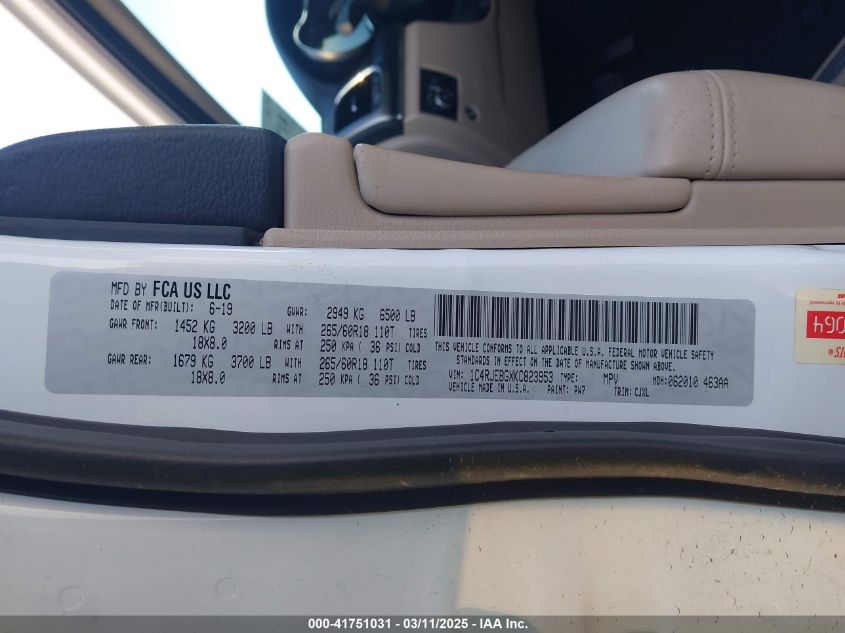 MFD BY FCA US LLC
DATE OF MFR(BUILT): 6-19 GVWR: 2949 KG 6500 LB
GAWR FRONT: 1452 KG 3200 LB WITH 265/60R18 110T TIRES
18X8.0 RIMS AT 250 KPA ( 36 PSI) COLD
GAWR REAR: 1679 KG 3700 LB WITH 265/60R18 110T TIRES
18X8.0 RIMS AT 250 KPA ( 36 PSI) COLD
THIS VEHICLE CONFORMS TO ALL APPLICABLE U.S.A. FEDERAL MOTOR VEHICLE SAFETY
STANDARDS IN EFFECT ON THE DATE OF MANUFACTURE SHOWN ABOVE.
VIN: 1C4RJEBGXKC823953 TYPE: MPV MDH:062010 463AA
VEHICLE MADE IN U.S.A. PAINT: PW7 TRIM: CJXL
064
000-41751031 - 03/11/2025 - IAA Inc.